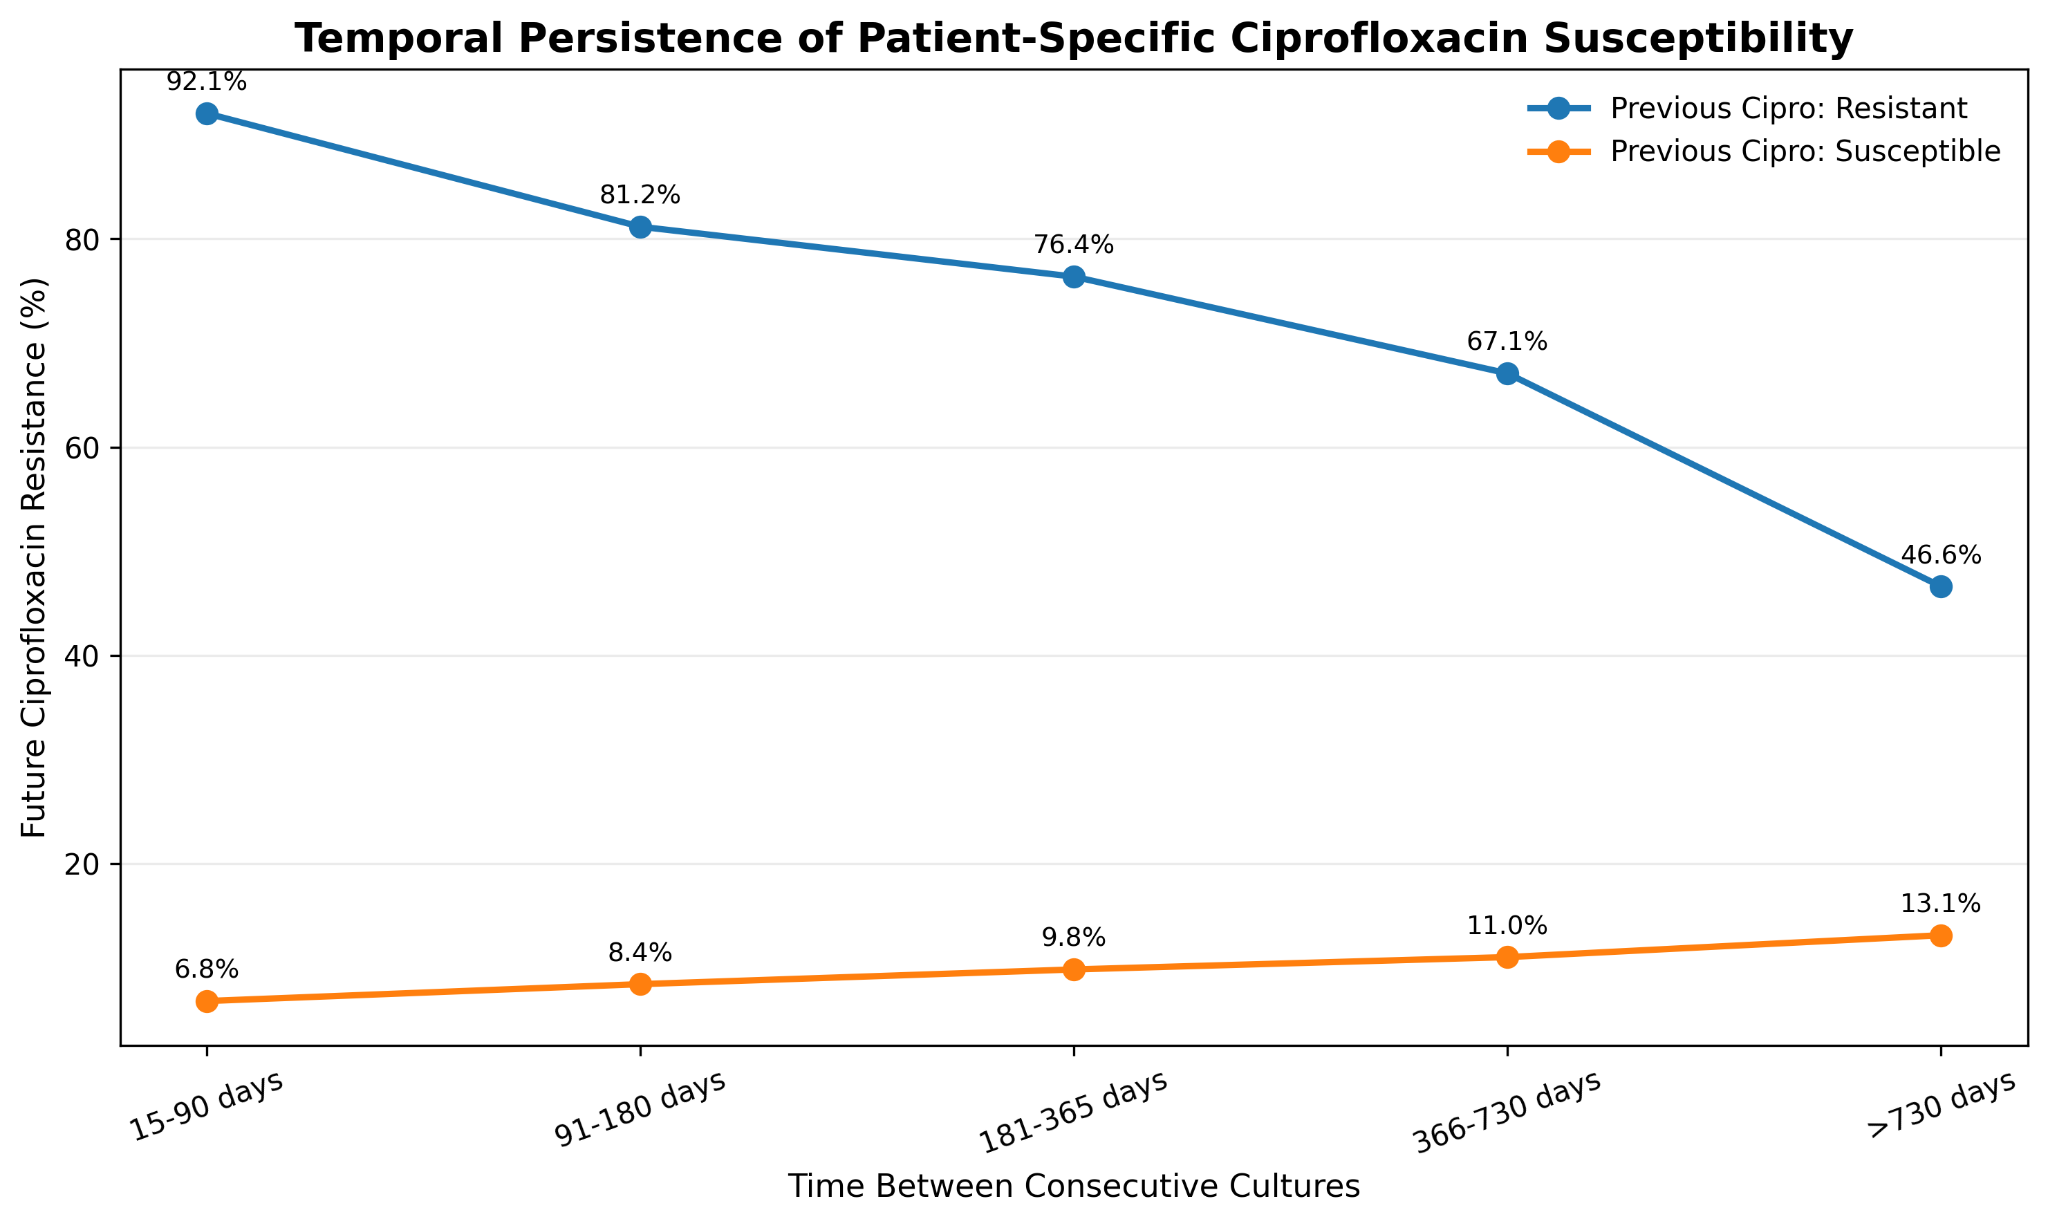 Temporal Persistence of Patient-Specific Ciprofloxacin Susceptibility
Previous Cipro: Resistant
Previous Cipro: Susceptible
92.1%
81.2%
76.4%
67.1%
46.6%
6.8%
8.4%
9.8%
11.0%
13.1%
Future Ciprofloxacin Resistance (%)
80
60
40
20
15-90 days
91-180 days
181-365 days
366-730 days
>730 days
Time Between Consecutive Cultures